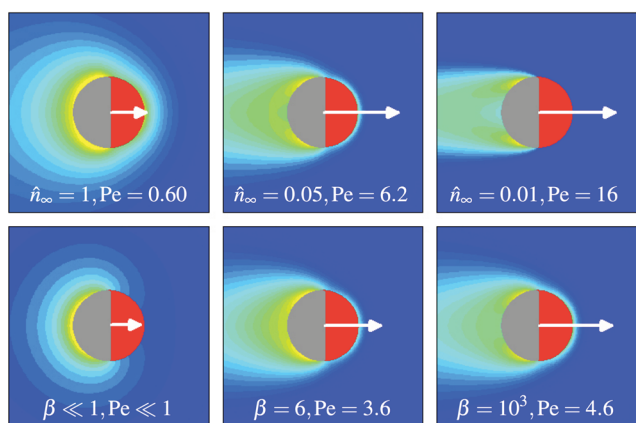 n̂∞ = 1, Pe = 0.60
n̂∞ = 0.05, Pe = 6.2
n̂∞ = 0.01, Pe = 16
β ≪ 1, Pe ≪ 1
β = 6, Pe = 3.6
β = 10³, Pe = 4.6